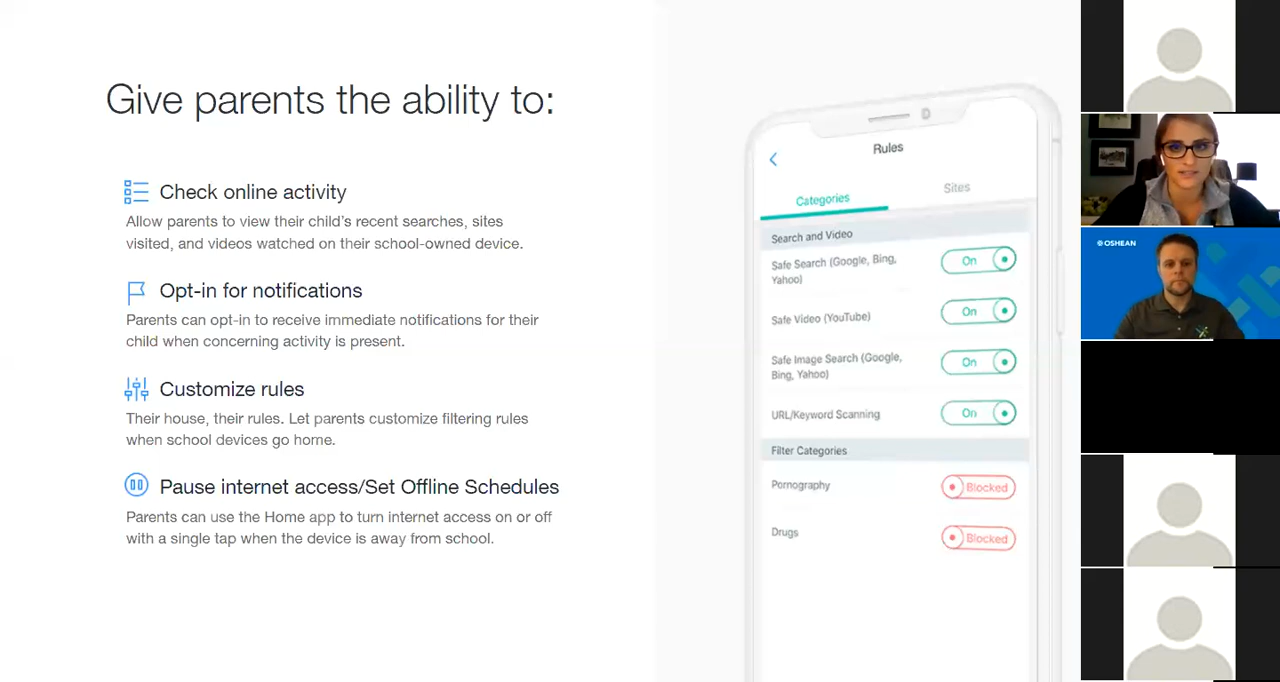 Give parents the ability to:
Check online activity
Allow parents to view their child's recent searches, sites
visited, and videos watched on their school-owned device.
Opt-in for notifications
Parents can opt-in to receive immediate notifications for their
child when concerning activity is present.
Customize rules
Their house, their rules. Let parents customize filtering rules
when school devices go home.
Pause internet access/Set Offline Schedules
Parents can use the Home app to turn internet access on or off
with a single tap when the device is away from school.
Rules
Categories
Sites
Search and Video
Safe Search (Google, Bing,
Yahoo)
On
Safe Video (YouTube)
On
Safe Image Search (Google,
Bing, Yahoo)
On
URL/Keyword Scanning
On
Filter Categories
Pornography
Blocked
Drugs
Blocked
OSHEAN